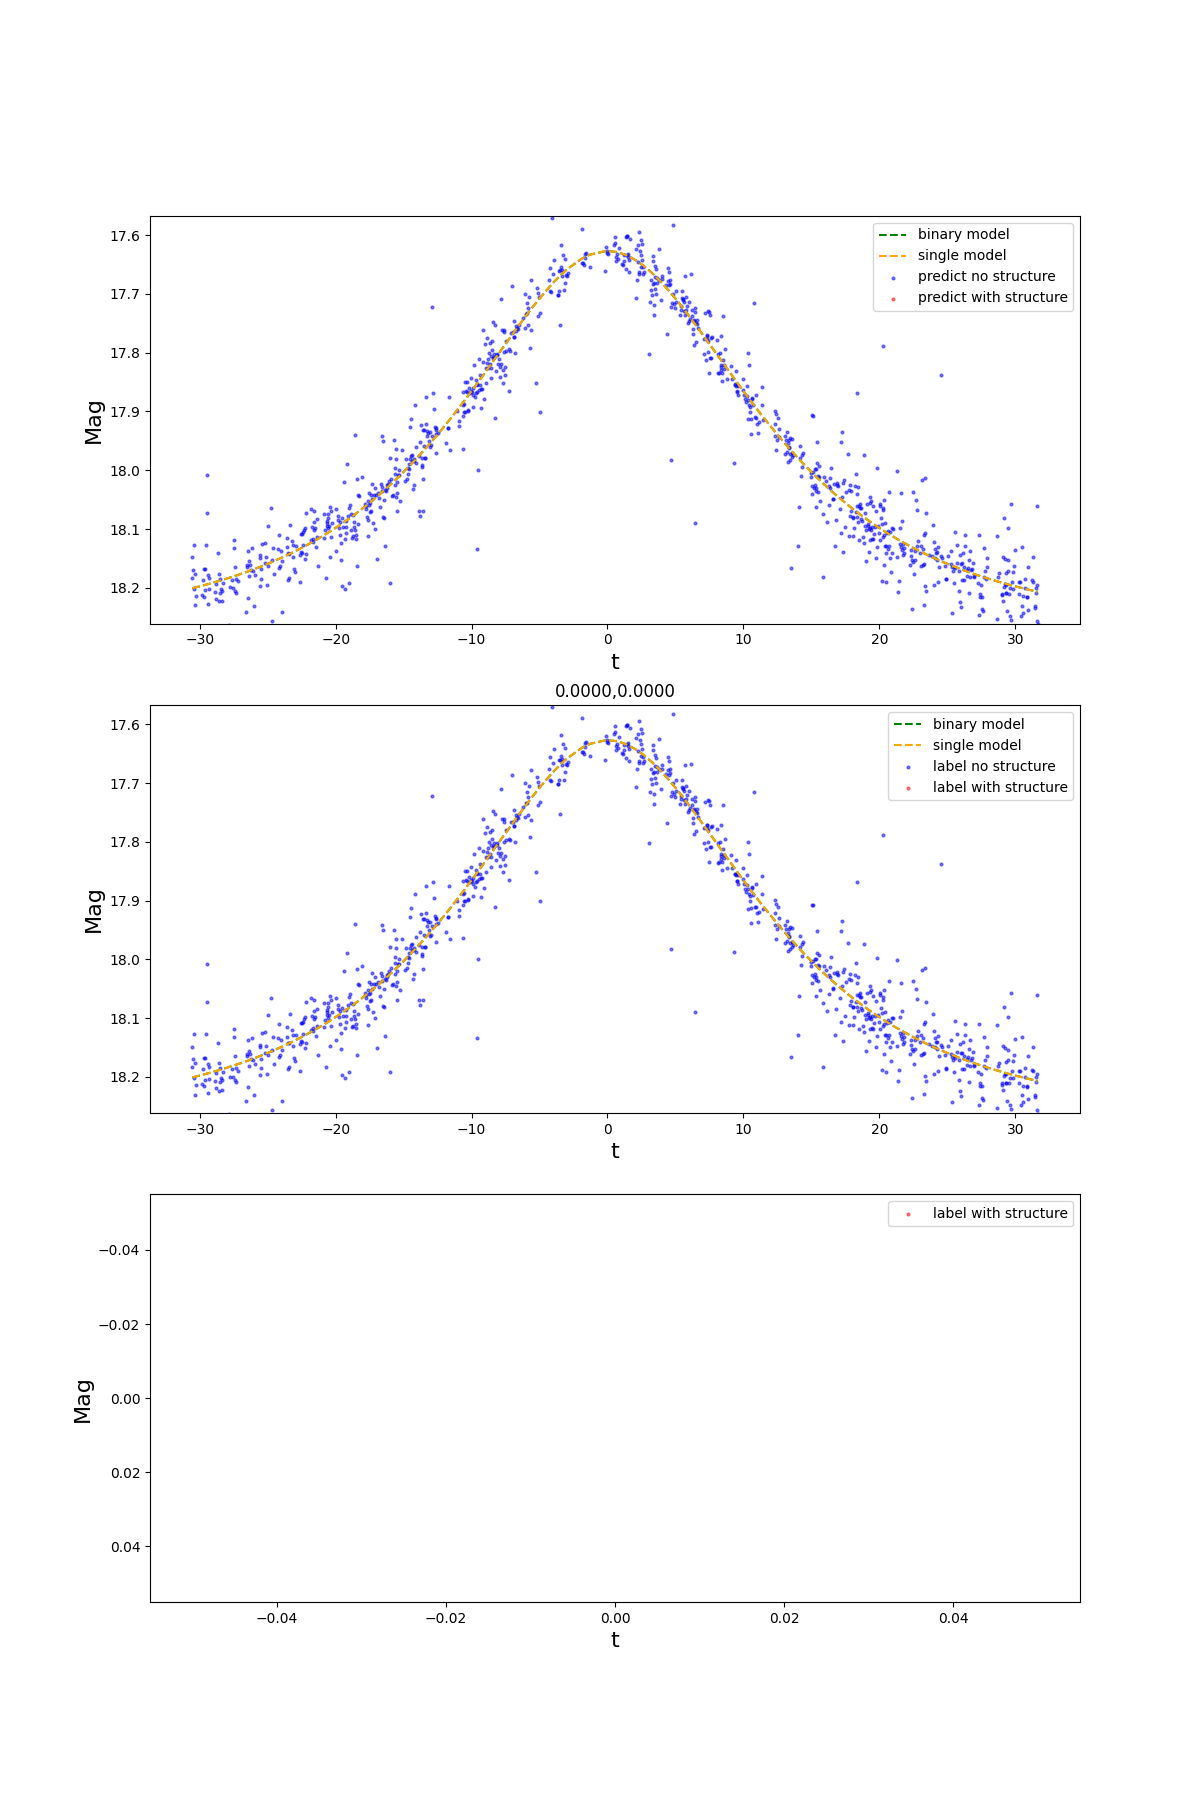 17.6
17.7
17.8
17.9
18.0
18.1
18.2
Mag
−30
−20
−10
0
10
20
30
t
binary model
single model
predict no structure
predict with structure
0.0000,0.0000
17.6
17.7
17.8
17.9
18.0
18.1
18.2
Mag
−30
−20
−10
0
10
20
30
t
binary model
single model
label no structure
label with structure
−0.04
−0.02
0.00
0.02
0.04
Mag
−0.04
−0.02
0.00
0.02
0.04
t
label with structure